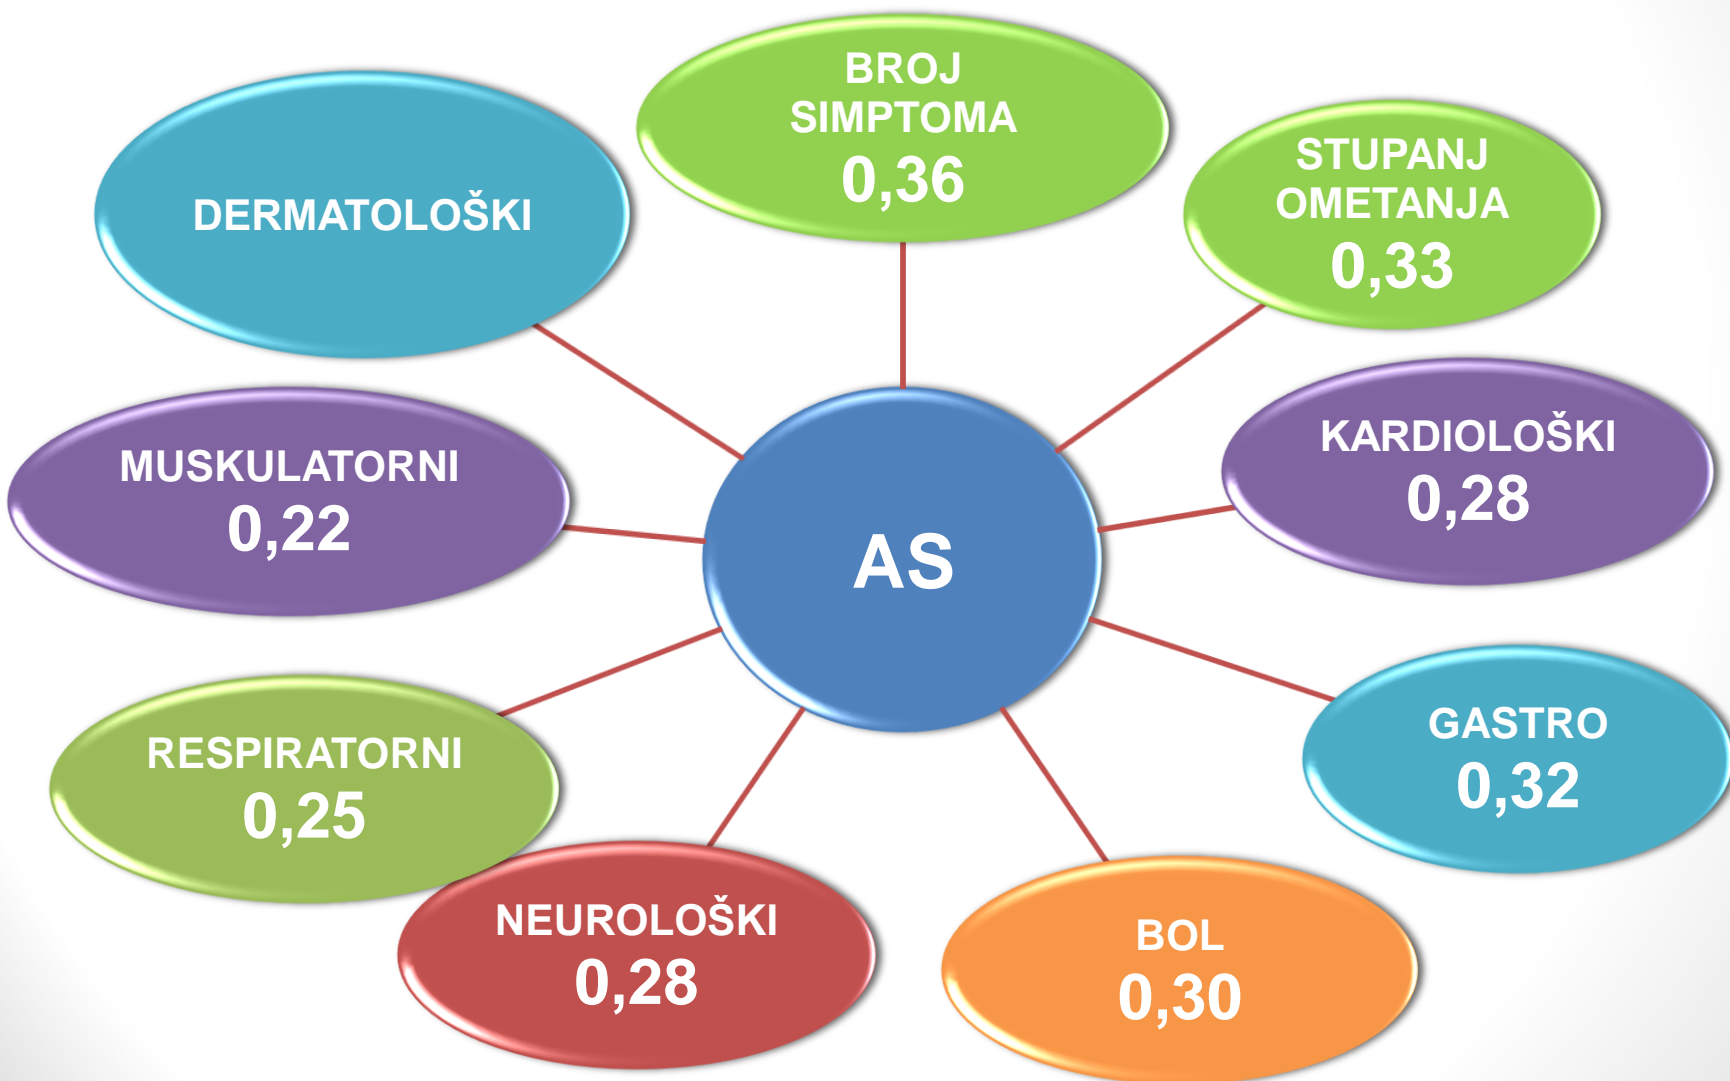 BROJ
SIMPTOMA
0,36
STUPANJ
OMETANJA
0,33
KARDIOLOŠKI
0,28
GASTRO
0,32
BOL
0,30
NEUROLOŠKI
0,28
RESPIRATORNI
0,25
MUSKULATORNI
0,22
DERMATOLOŠKI
AS